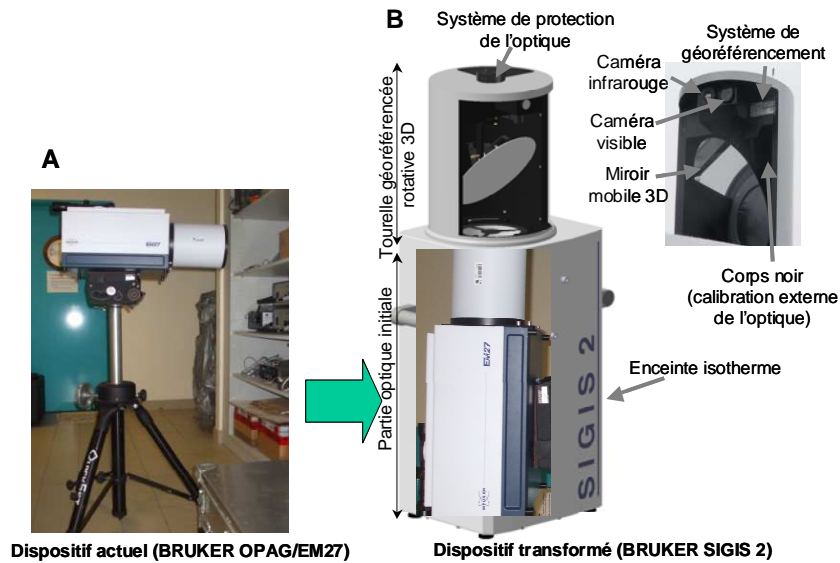 B
Système de protection
de l'optique
Système de
géoréférencement
Caméra
infrarouge
Caméra
visible
Miroir
mobile 3D
Corps noir
(calibration externe
de l'optique)
Enceinte isotherme
Tourelle géoréférencée
rotative 3D
Partie optique initiale
EM27
SIGIS 2
A
EM27
Dispositif actuel (BRUKER OPAG/EM27)
Dispositif transformé (BRUKER SIGIS 2)